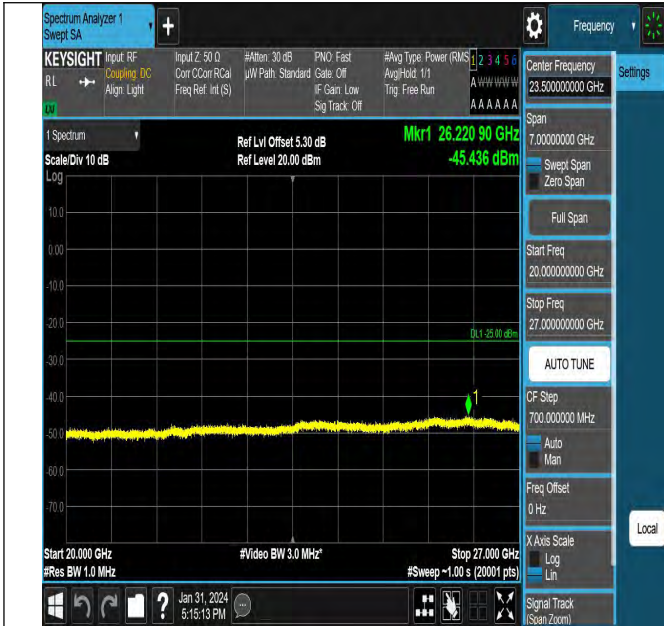 Spectrum Analyzer 1
Swept SA
Frequency
KEYSIGHT
RL
Input: RF
Coupling: DC
Align: Light
Input Z: 50 Ω
Corr CCorr RCal
Freq Ref: Int (S)
#Atten: 30 dB
µW Path: Standard
PNO: Fast
Gate: Off
IF Gain: Low
Sig Track: Off
#Avg Type: Power (RMS
Avg|Hold: 1/1
Trig: Free Run
1 2 3 4 5 6
A W W W W W
A A A A A A
1 Spectrum
Scale/Div 10 dB
Log
Ref Lvl Offset 5.30 dB
Ref Level 20.00 dBm
Mkr1 26.220 90 GHz
-45.436 dBm
10.0
0.00
-10.0
-20.0
-30.0
-40.0
-50.0
-60.0
-70.0
DL1 -25.00 dBm
1
Start 20.000 GHz
#Res BW 1.0 MHz
#Video BW 3.0 MHz*
Stop 27.000 GHz
#Sweep ~1.00 s (20001 pts)
?
Jan 31, 2024
5:15:13 PM
Center Frequency
23.500000000 GHz
Settings
Span
7.00000000 GHz
Swept Span
Zero Span
Full Span
Start Freq
20.000000000 GHz
Stop Freq
27.000000000 GHz
AUTO TUNE
CF Step
700.000000 MHz
Auto
Man
Freq Offset
0 Hz
Local
X Axis Scale
Log
Lin
Signal Track
(Span Zoom)